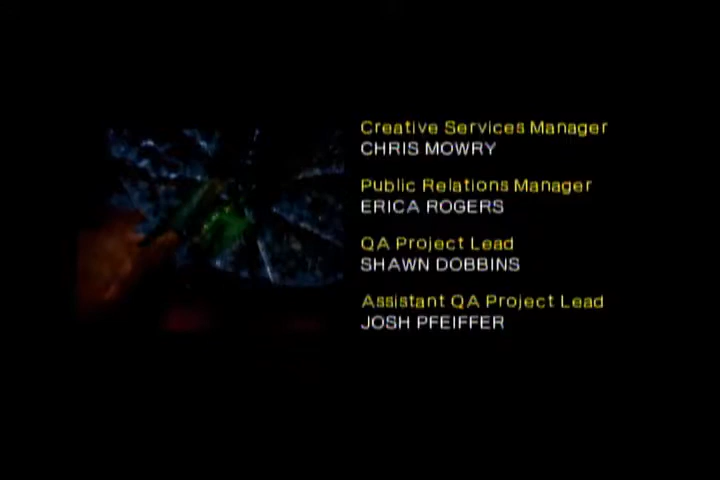 Creative Services Manager
CHRIS MOWRY
Public Relations Manager
ERICA ROGERS
QA Project Lead
SHAWN DOBBINS
Assistant QA Project Lead
JOSH PFEIFFER